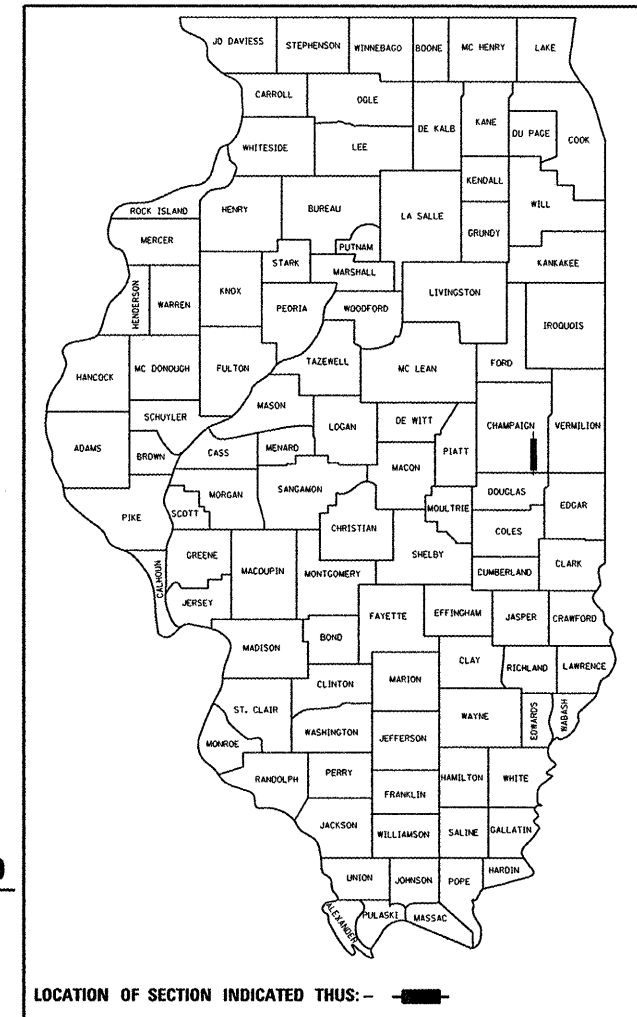 JO DAVIESS STEPHENSON WINNEBAGO BOONE MC HENRY LAKE
CARROLL OGLE DE KALB KANE DU PAGE COOK
WHITESIDE LEE KENDALL
ROCK ISLAND HENRY BUREAU LA SALLE GRUNDY WILL
MERCER PUTNAM KANKAKEE
STARK MARSHALL
HENDERSON WARREN KNOX PEORIA WOODFORD LIVINGSTON IROQUOIS
HANCOCK MC DONOUGH FULTON TAZEWELL MC LEAN FORD
SCHUYLER MASON LOGAN DE WITT CHAMPAIGN VERMILION
ADAMS BROWN CASS MENARD MACON PIATT
PIKE SCOTT MORGAN SANGAMON CHRISTIAN MOULTRIE DOUGLAS EDGAR
COLES
CALHOUN GREENE MACOUPIN MONTGOMERY SHELBY CUMBERLAND CLARK
JERSEY FAYETTE EFFINGHAM JASPER CRAWFORD
MADISON BOND CLAY RICHLAND LAWRENCE
CLINTON MARION
ST. CLAIR WASHINGTON JEFFERSON WAYNE EDWARDS WABASH
MONROE
RANDOLPH PERRY FRANKLIN HAMILTON WHITE
JACKSON WILLIAMSON SALINE GALLATIN
UNION JOHNSON POPE HARDIN
ALEXANDER PULASKI MASSAC
LOCATION OF SECTION INDICATED THUS: -